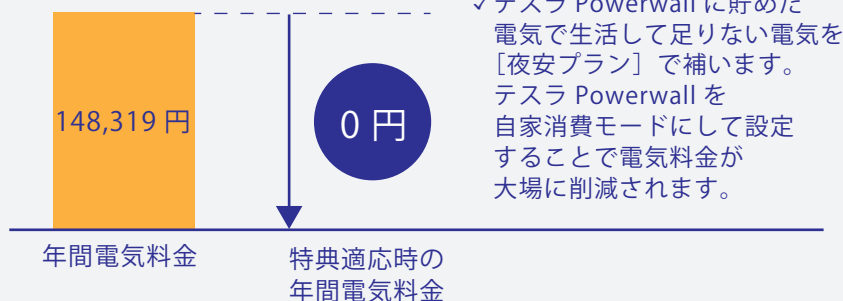 ✓テスラ Powerwall に貯めた
電気で生活して足りない電気を
［夜安プラン］で補います。
テスラ Powerwall を
自家消費モードにして設定
することで電気料金が
大場に削減されます。
148,319 円
0 円
年間電気料金
特典適応時の
年間電気料金